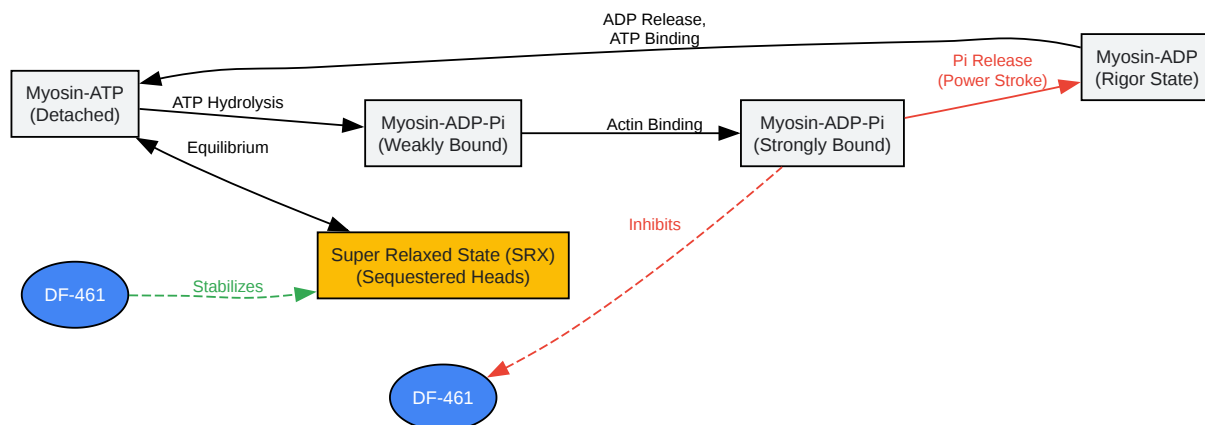 ADP Release,
ATP Binding
Pi Release
(Power Stroke)
Myosin-ADP
(Rigor State)
Myosin-ATP
(Detached)
ATP Hydrolysis
Myosin-ADP-Pi
(Weakly Bound)
Actin Binding
Myosin-ADP-Pi
(Strongly Bound)
Equilibrium
Inhibits
Super Relaxed State (SRX)
(Sequestered Heads)
DF-461
Stabilizes
DF-461